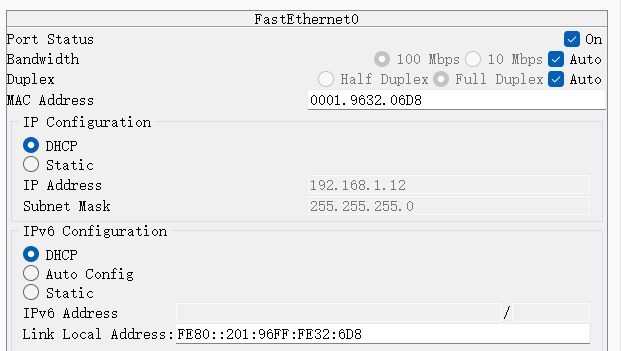 FastEthernet0
Port Status On
Bandwidth 100 Mbps 10 Mbps Auto
Duplex Half Duplex Full Duplex Auto
MAC Address 0001.9632.06D8
IP Configuration
DHCP
Static
IP Address 192.168.1.12
Subnet Mask 255.255.255.0
IPv6 Configuration
DHCP
Auto Config
Static
IPv6 Address /
Link Local Address: FE80::201:96FF:FE32:6D8